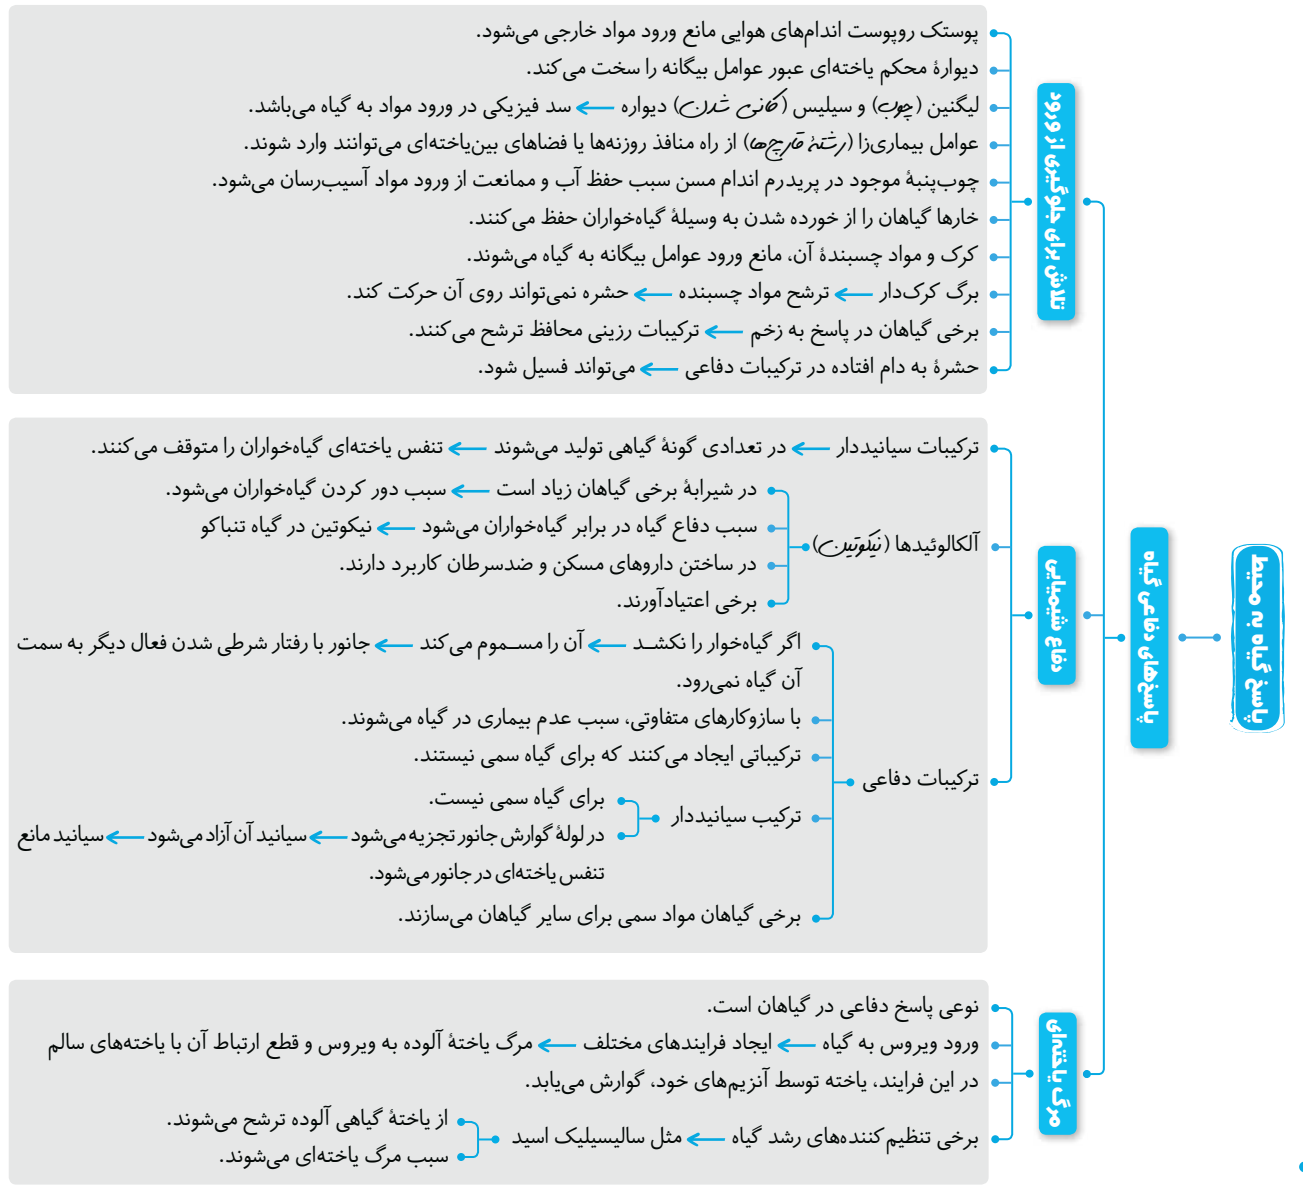 پاسخ گیاه به محیط
پاسخ‌های دفاعی گیاه
تلاش برای جلوگیری از ورود
پوستک روپوست اندام‌های هوایی مانع ورود مواد خارجی می‌شود.
دیوارهٔ محکم یاخته‌ای عبور عوامل بیگانه را سخت می‌کند.
لیگنین (چوب) و سیلیس (کانی شدن) دیواره ← سد فیزیکی در ورود مواد به گیاه می‌باشد.
عوامل بیماری‌زا (رشتهٔ قارچ‌ها) از راه منافذ روزنه‌ها یا فضاهای بین‌یاخته‌ای می‌توانند وارد شوند.
چوب‌پنبهٔ موجود در پریدرم اندام مسن سبب حفظ آب و ممانعت از ورود مواد آسیب‌رسان می‌شود.
خارها گیاهان را از خورده شدن به وسیلهٔ گیاه‌خواران حفظ می‌کنند.
کرک و مواد چسبندهٔ آن، مانع ورود عوامل بیگانه به گیاه می‌شوند.
برگ کرک‌دار ← ترشح مواد چسبنده ← حشره نمی‌تواند روی آن حرکت کند.
برخی گیاهان در پاسخ به زخم ← ترکیبات رزینی محافظ ترشح می‌کنند.
حشرهٔ به دام افتاده در ترکیبات دفاعی ← می‌تواند فسیل شود.
دفاع شیمیایی
ترکیبات سیانیددار ← در تعدادی گونهٔ گیاهی تولید می‌شوند ← تنفس یاخته‌ای گیاه‌خواران را متوقف می‌کنند.
آلکالوئیدها (نیکوتین)
در شیرابهٔ برخی گیاهان زیاد است ← سبب دور کردن گیاه‌خواران می‌شود.
سبب دفاع گیاه در برابر گیاه‌خواران می‌شود ← نیکوتین در گیاه تنباکو
در ساختن داروهای مسکن و ضدسرطان کاربرد دارند.
برخی اعتیادآورند.
ترکیبات دفاعی
اگر گیاه‌خوار را نکشد ← آن را مسموم می‌کند ← جانور با رفتار شرطی شدن فعال دیگر به سمت
آن گیاه نمی‌رود.
با سازوکارهای متفاوتی، سبب عدم بیماری در گیاه می‌شوند.
ترکیباتی ایجاد می‌کنند که برای گیاه سمی نیستند.
ترکیب سیانیددار
برای گیاه سمی نیست.
در لولهٔ گوارش جانور تجزیه می‌شود ← سیانید آن آزاد می‌شود ← سیانید مانع
تنفس یاخته‌ای در جانور می‌شود.
برخی گیاهان مواد سمی برای سایر گیاهان می‌سازند.
مرگ یاخته‌ای
نوعی پاسخ دفاعی در گیاهان است.
ورود ویروس به گیاه ← ایجاد فرایندهای مختلف ← مرگ یاختهٔ آلوده به ویروس و قطع ارتباط آن با یاخته‌های سالم
در این فرایند، یاخته توسط آنزیم‌های خود، گوارش می‌یابد.
برخی تنظیم‌کننده‌های رشد گیاه ← مثل سالیسیلیک اسید
از یاختهٔ گیاهی آلوده ترشح می‌شوند.
سبب مرگ یاخته‌ای می‌شوند.